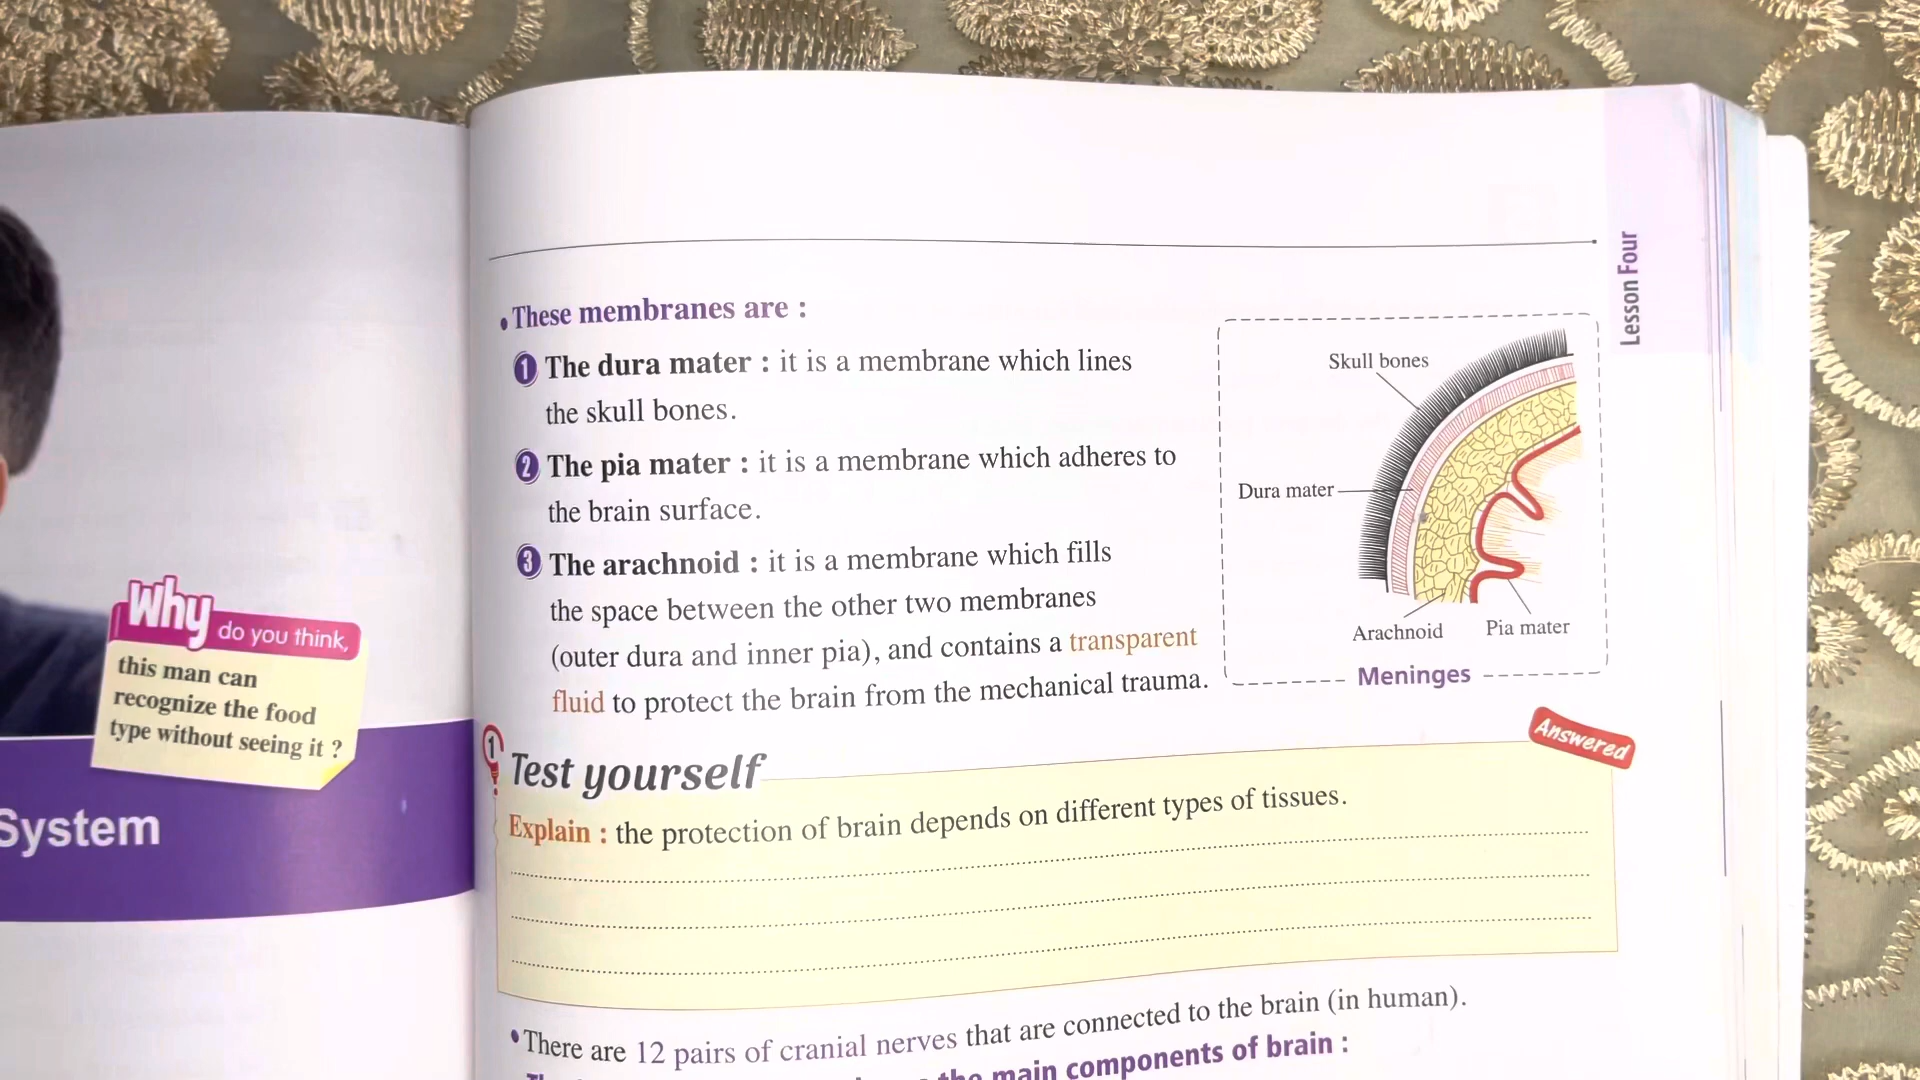 Why do you think,
this man can
recognize the food
type without seeing it ?
System
Lesson Four
• These membranes are :
1 The dura mater : it is a membrane which lines
the skull bones.
2 The pia mater : it is a membrane which adheres to
the brain surface.
3 The arachnoid : it is a membrane which fills
the space between the other two membranes
(outer dura and inner pia), and contains a transparent
fluid to protect the brain from the mechanical trauma.
Skull bones
Dura mater
Arachnoid
Pia mater
Meninges
1 Test yourself
Answered
Explain : the protection of brain depends on different types of tissues.
• There are 12 pairs of cranial nerves that are connected to the brain (in human).
the main components of brain :